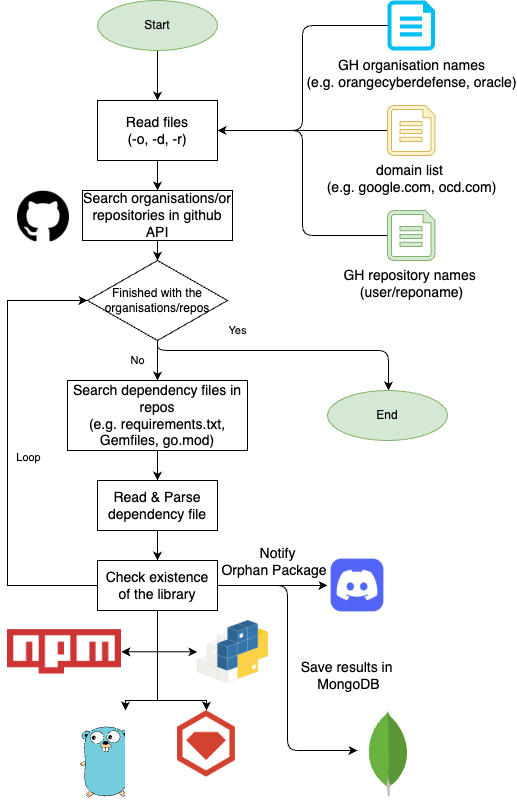 Start
GH organisation names
(e.g. orangecyberdefense, oracle)
Read files
(-o, -d, -r)
domain list
(e.g. google.com, ocd.com)
Search organisations/or
repositories in github
API
GH repository names
(user/reponame)
Finished with the
organisations/repos
Yes
No
Search dependency files in
repos
(e.g. requirements.txt,
Gemfiles, go.mod)
End
Loop
Read & Parse
dependency file
Notify
Orphan Package
Check existence
of the library
npm
Save results in
MongoDB